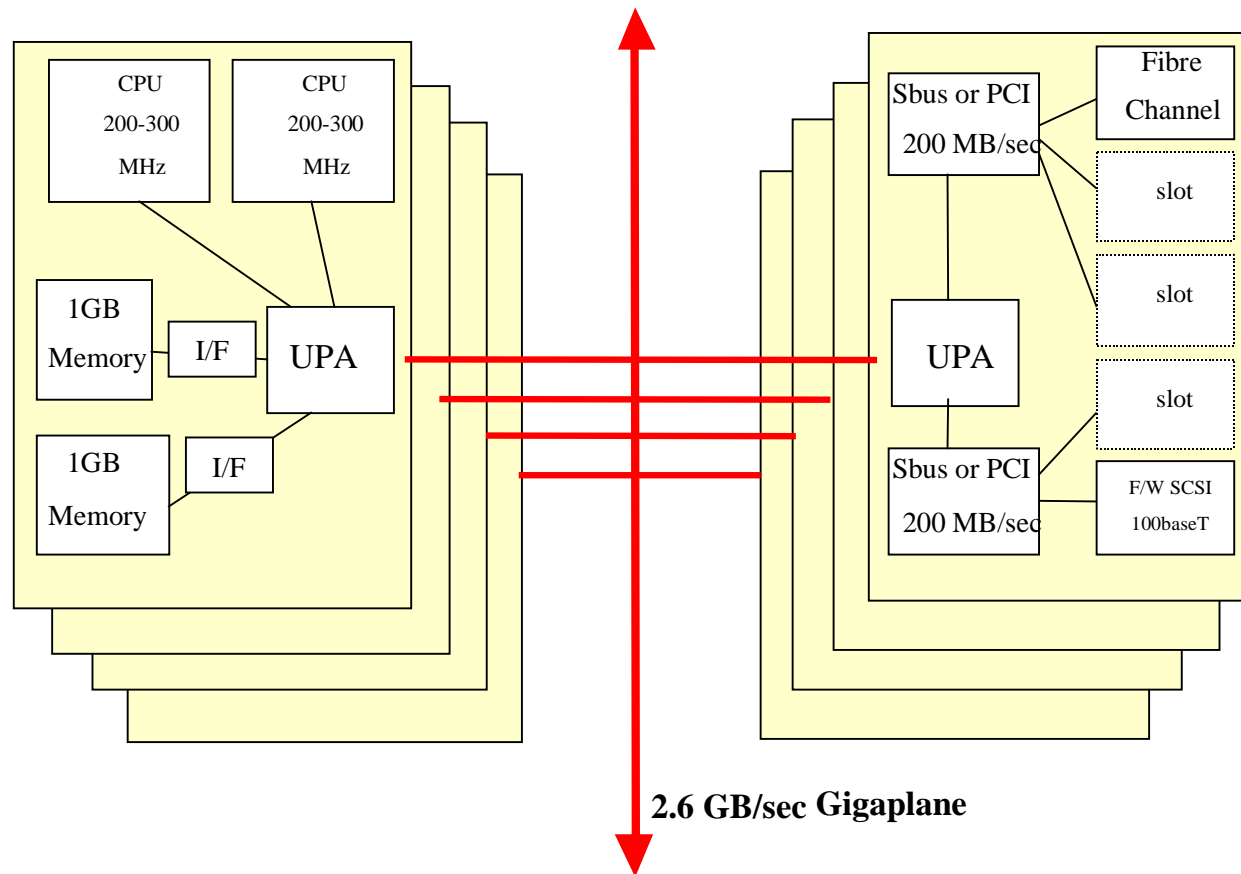 CPU
200-300
MHz
CPU
200-300
MHz
1GB
Memory
I/F
UPA
1GB
Memory
I/F
Sbus or PCI
200 MB/sec
Fibre
Channel
slot
slot
UPA
slot
Sbus or PCI
200 MB/sec
F/W SCSI
100baseT
2.6 GB/sec Gigaplane